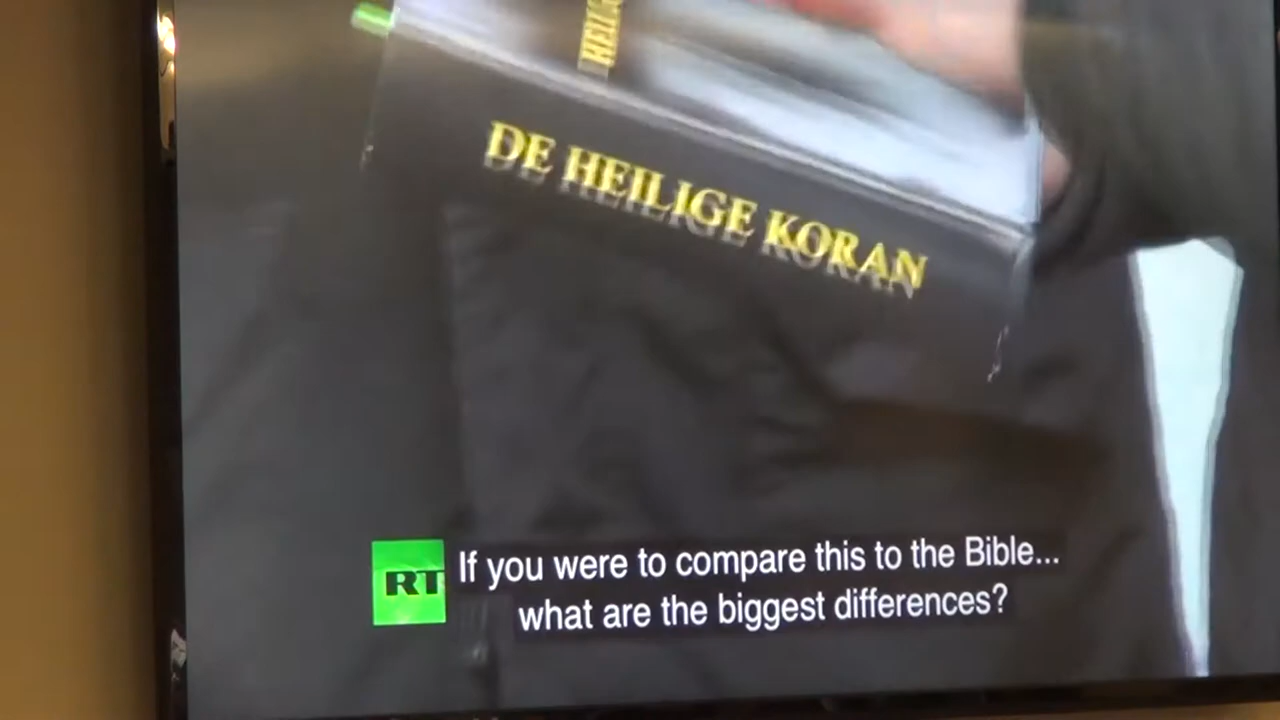 DE HEILIGE KORAN
RT
If you were to compare this to the Bible...
what are the biggest differences?